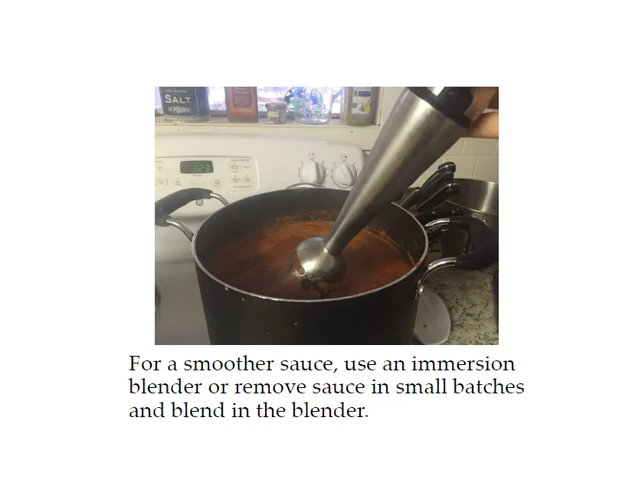 SALT
For a smoother sauce, use an immersion
blender or remove sauce in small batches
and blend in the blender.